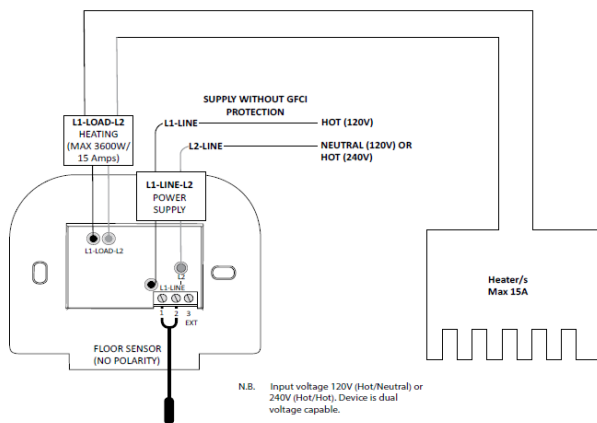 SUPPLY WITHOUT GFCI
PROTECTION
L1-LOAD-L2
HEATING
(MAX 3600W/
15 Amps)
L1-LINE
HOT (120V)
L2-LINE
NEUTRAL (120V) OR
HOT (240V)
L1-LINE-L2
POWER
SUPPLY
L1-LOAD-L2
L2
L1-LINE
1 2 3
EXT
Heater/s
Max 15A
FLOOR SENSOR
(NO POLARITY)
N.B. Input voltage 120V (Hot/Neutral) or
240V (Hot/Hot). Device is dual
voltage capable.